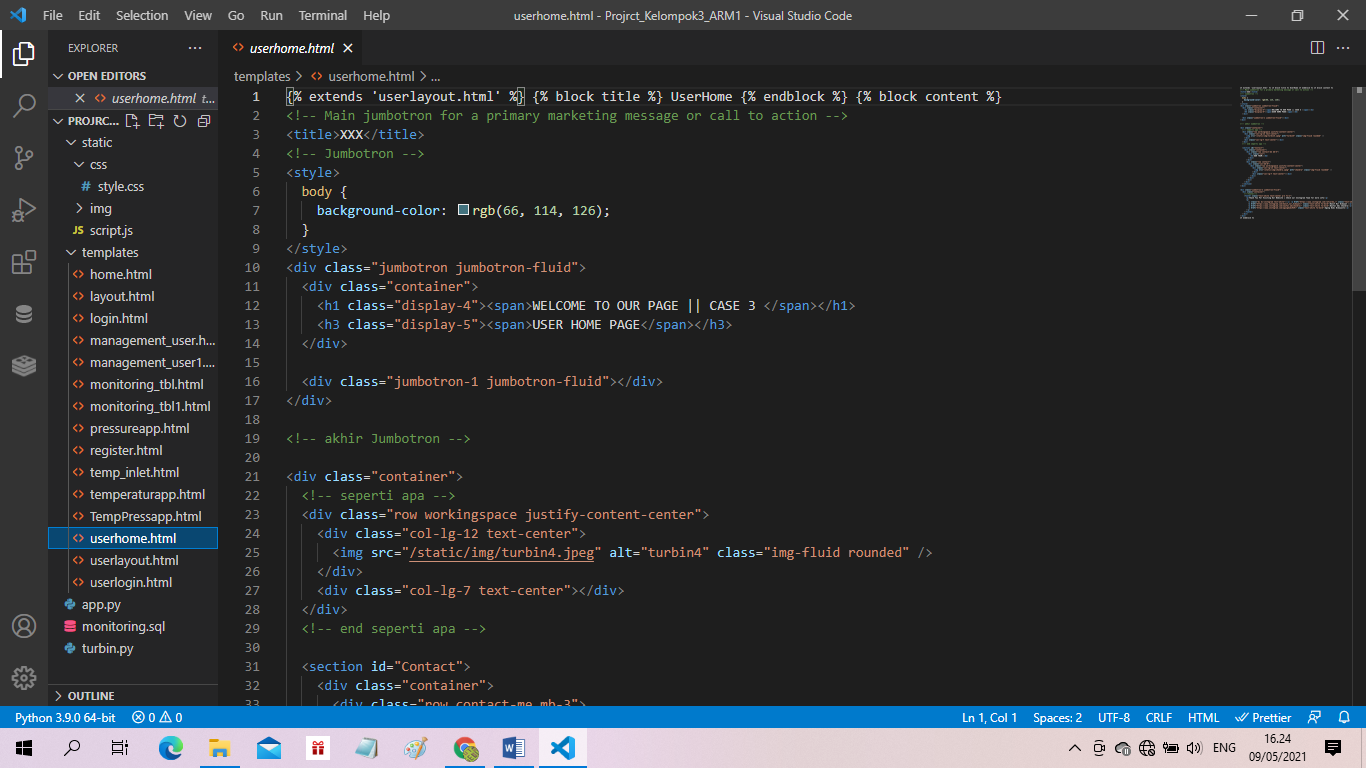 File Edit Selection View Go Run Terminal Help
userhome.html - Projrct_Kelompok3_ARM1 - Visual Studio Code
EXPLORER
OPEN EDITORS
userhome.html t...
PROJRC...
static
css
# style.css
img
JS script.js
templates
<> home.html
<> layout.html
<> login.html
<> management_user.h...
<> management_user1....
<> monitoring_tbl.html
<> monitoring_tbl1.html
<> pressureapp.html
<> register.html
<> temp_inlet.html
<> temperaturapp.html
<> TempPressapp.html
<> userhome.html
<> userlayout.html
<> userlogin.html
app.py
monitoring.sql
turbin.py
OUTLINE
<> userhome.html
templates > <> userhome.html > ...
1 {% extends 'userlayout.html' %} {% block title %} UserHome {% endblock %} {% block content %}
2 <!-- Main jumbotron for a primary marketing message or call to action -->
3 <title>XXX</title>
4 <!-- Jumbotron -->
5 <style>
6 body {
7 background-color: rgb(66, 114, 126);
8 }
9 </style>
10 <div class="jumbotron jumbotron-fluid">
11 <div class="container">
12 <h1 class="display-4"><span>WELCOME TO OUR PAGE || CASE 3 </span></h1>
13 <h3 class="display-5"><span>USER HOME PAGE</span></h3>
14 </div>
15
16 <div class="jumbotron-1 jumbotron-fluid"></div>
17 </div>
18
19 <!-- akhir Jumbotron -->
20
21 <div class="container">
22 <!-- seperti apa -->
23 <div class="row workingspace justify-content-center">
24 <div class="col-lg-12 text-center">
25 <img src="/static/img/turbin4.jpeg" alt="turbin4" class="img-fluid rounded" />
26 </div>
27 <div class="col-lg-7 text-center"></div>
28 </div>
29 <!-- end seperti apa -->
30
31 <section id="Contact">
32 <div class="container">
33 <div class="row contact-me mb-3">
Python 3.9.0 64-bit 0 0
Ln 1, Col 1 Spaces: 2 UTF-8 CRLF HTML Prettier
ENG
16.24
09/05/2021